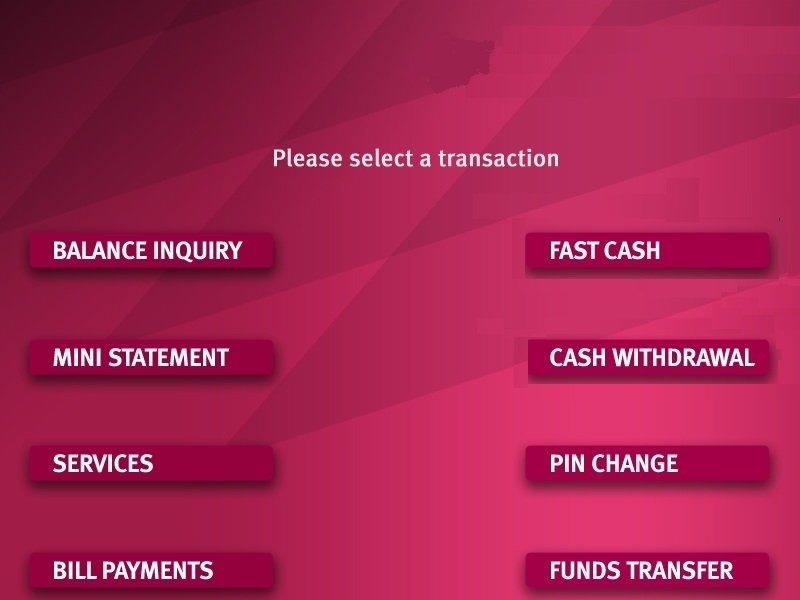 Please select a transaction
BALANCE INQUIRY
FAST CASH
MINI STATEMENT
CASH WITHDRAWAL
SERVICES
PIN CHANGE
BILL PAYMENTS
FUNDS TRANSFER